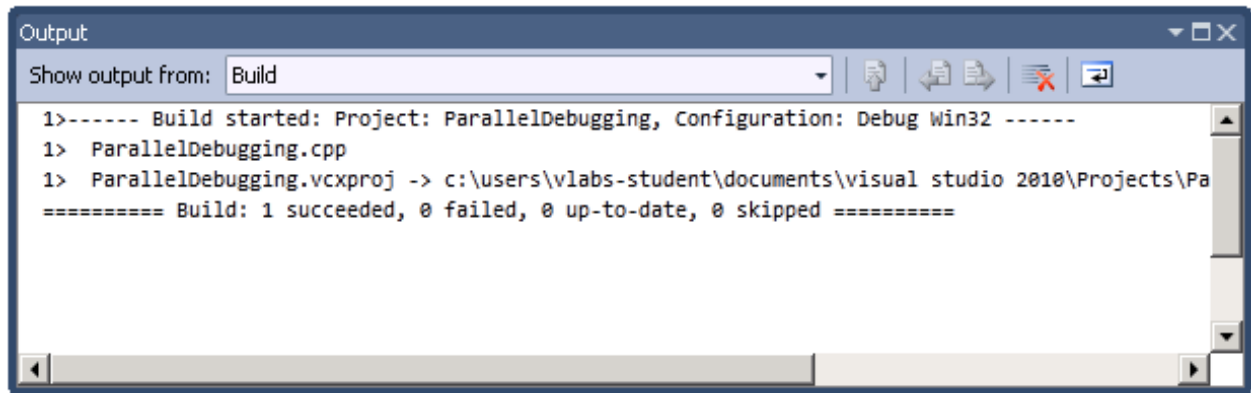 Output
Show output from: Build
1>------ Build started: Project: ParallelDebugging, Configuration: Debug Win32 ------
1>  ParallelDebugging.cpp
1>  ParallelDebugging.vcxproj -> c:\users\vlabs-student\documents\visual studio 2010\Projects\Pa
========== Build: 1 succeeded, 0 failed, 0 up-to-date, 0 skipped ==========